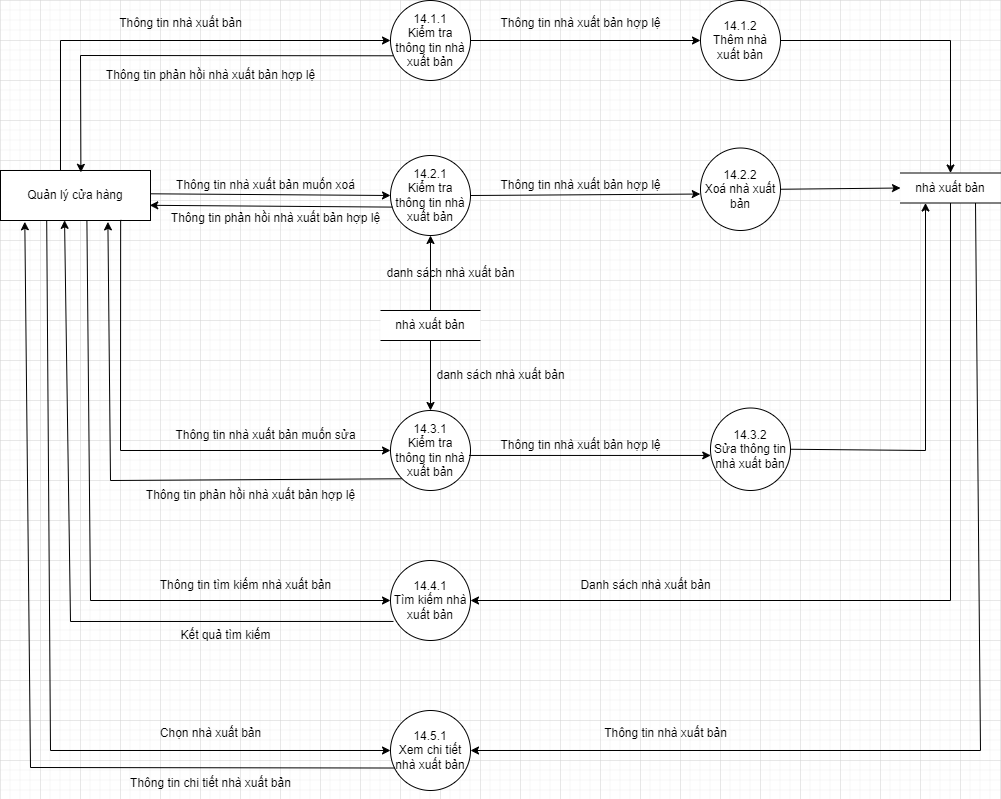 Thông tin nhà xuất bản
14.1.1
Kiểm tra
thông tin nhà
xuất bản
Thông tin nhà xuất bản hợp lệ
14.1.2
Thêm nhà
xuất bản
Thông tin phản hồi nhà xuất bản hợp lệ
Quản lý cửa hàng
Thông tin nhà xuất bản muốn xoá
Thông tin phản hồi nhà xuất bản hợp lệ
14.2.1
Kiểm tra
thông tin nhà
xuất bản
Thông tin nhà xuất bản hợp lệ
14.2.2
Xoá nhà xuất
bản
nhà xuất bản
danh sách nhà xuất bản
nhà xuất bản
danh sách nhà xuất bản
Thông tin nhà xuất bản muốn sửa
14.3.1
Kiểm tra
thông tin nhà
xuất bản
Thông tin nhà xuất bản hợp lệ
14.3.2
Sửa thông tin
nhà xuất bản
Thông tin phản hồi nhà xuất bản hợp lệ
Thông tin tìm kiếm nhà xuất bản
14.4.1
Tìm kiếm nhà
xuất bản
Danh sách nhà xuất bản
Kết quả tìm kiếm
Chọn nhà xuất bản
14.5.1
Xem chi tiết
nhà xuất bản
Thông tin nhà xuất bản
Thông tin chi tiết nhà xuất bản